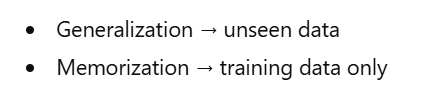 • Generalization → unseen data
• Memorization → training data only